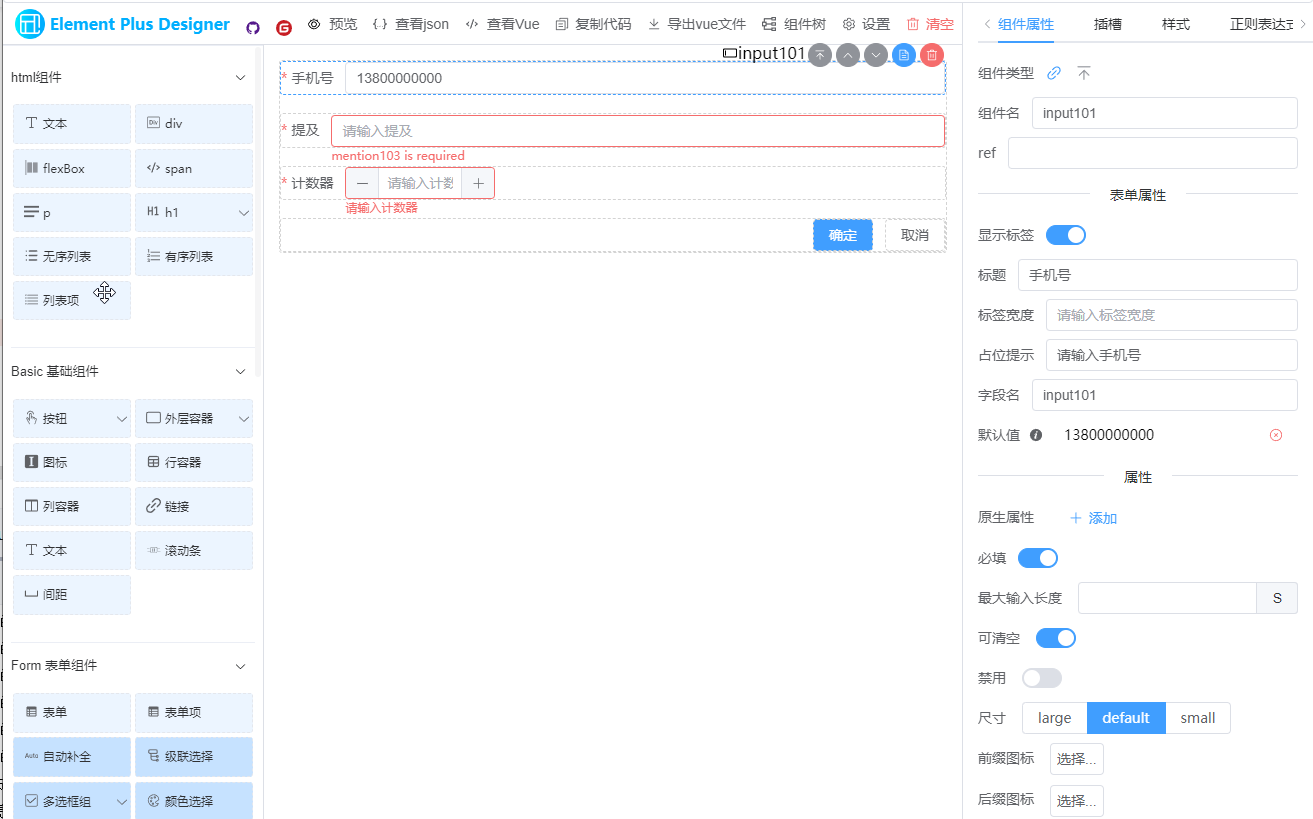 Element Plus Designer
预览
查看json
查看Vue
复制代码
导出vue文件
组件树
设置
清空
html组件
文本
div
flexBox
span
p
H1 h1
无序列表
有序列表
列表项
Basic 基础组件
按钮
外层容器
图标
行容器
列容器
链接
文本
滚动条
间距
Form 表单组件
表单
表单项
Auto 自动补全
级联选择
多选框组
颜色选择
input101
* 手机号 13800000000
* 提及 请输入提及
mention103 is required
* 计数器 请输入计数
请输入计数器
确定 取消
组件属性 插槽 样式 正则表达式
组件类型
组件名 input101
ref
表单属性
显示标签
标题 手机号
标签宽度 请输入标签宽度
占位提示 请输入手机号
字段名 input101
默认值 13800000000
属性
原生属性 添加
必填
最大输入长度 S
可清空
禁用
尺寸 large default small
前缀图标 选择...
后缀图标 选择...